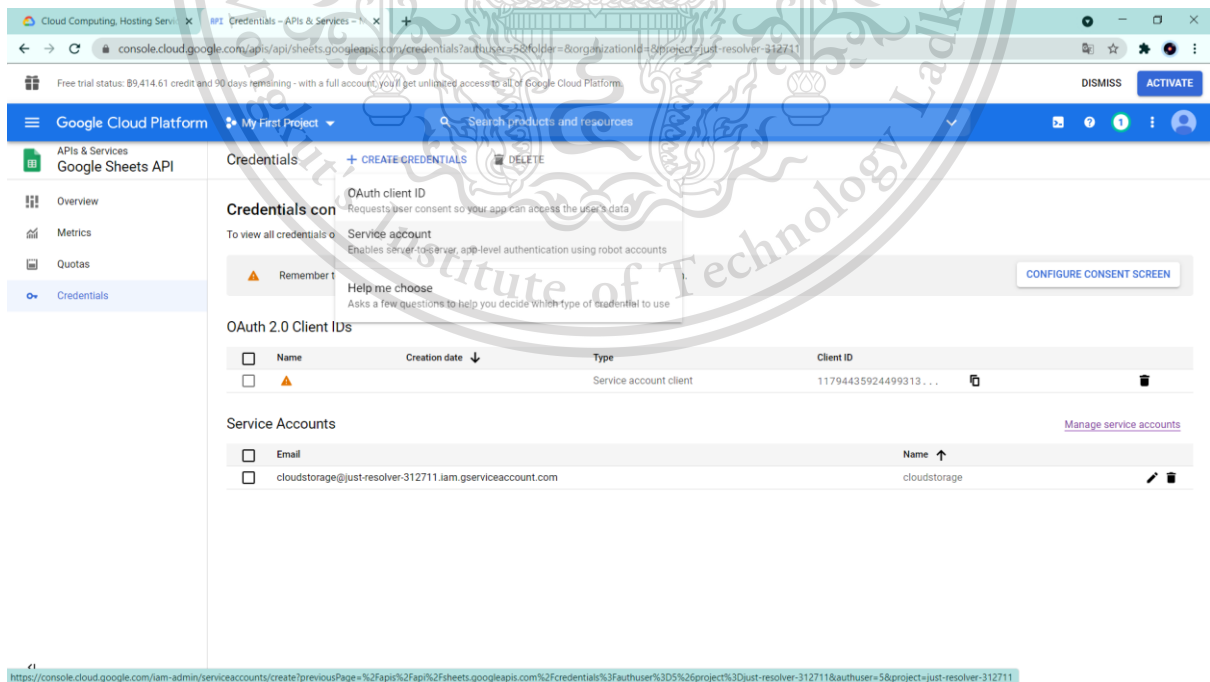 Cloud Computing, Hosting Servi
API Credentials – APIs & Services –
console.cloud.google.com/apis/api/sheets.googleapis.com/credentials?authuser=5&folder=&organizationId=&project=just-resolver-312711
Free trial status: ฿9,414.61 credit and 90 days remaining - with a full account, you'll get unlimited access to all of Google Cloud Platform.
DISMISS
ACTIVATE
Google Cloud Platform
My First Project
Search products and resources
1
APIs & Services
Google Sheets API
Overview
Metrics
Quotas
Credentials
Credentials
+ CREATE CREDENTIALS
DELETE
OAuth client ID
Requests user consent so your app can access the user's data
Service account
Enables server-to-server, app-level authentication using robot accounts
Help me choose
Asks a few questions to help you decide which type of credential to use
Credentials con
To view all credentials o
Remember t
CONFIGURE CONSENT SCREEN
OAuth 2.0 Client IDs
Name
Creation date
Type
Client ID
Service account client
11794435924499313...
Service Accounts
Manage service accounts
Email
Name
cloudstorage@just-resolver-312711.iam.gserviceaccount.com
cloudstorage
https://console.cloud.google.com/iam-admin/serviceaccounts/create?previousPage=%2Fapis%2Fapi%2Fsheets.googleapis.com%2Fcredentials%3Fauthuser%3D5%26project%3Djust-resolver-312711&authuser=5&project=just-resolver-312711
Institute of Technology Ladk